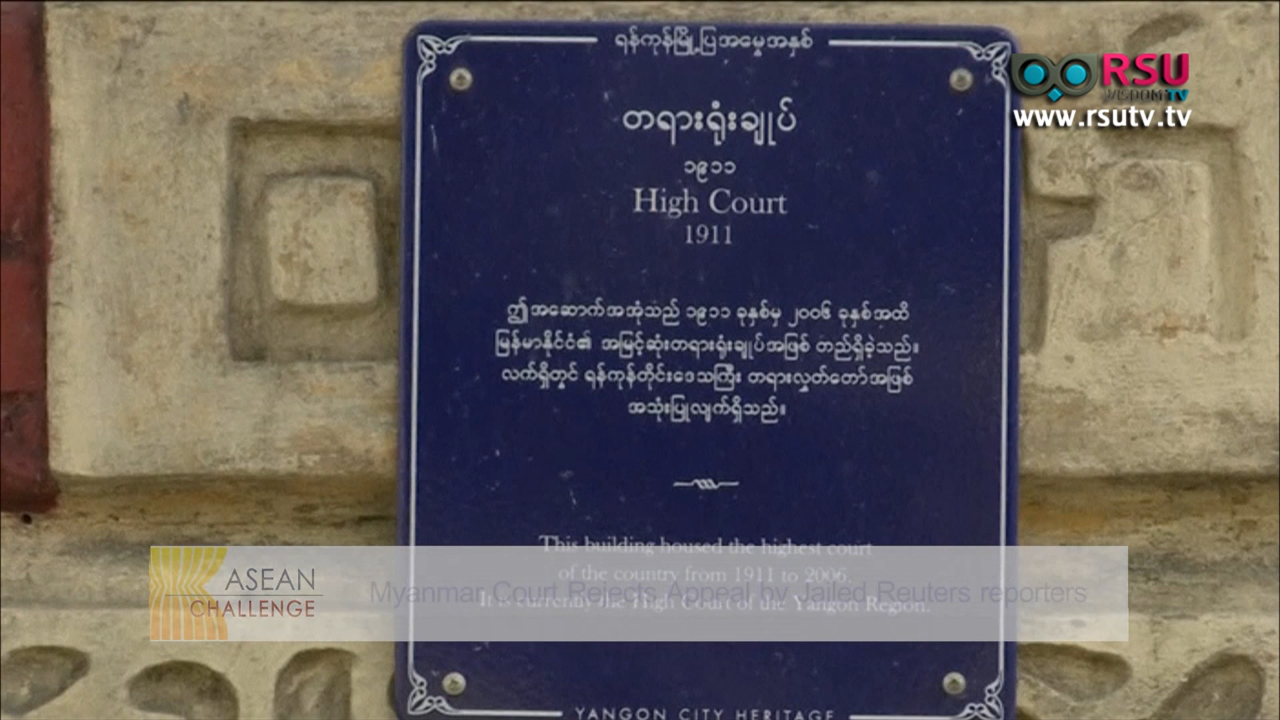 ရန်ကုန်မြို့ပြအမွေအနှစ်
RSU
WISDOM TV
www.rsutv.tv
တရားရုံးချုပ်
၁၉၁၁
High Court
1911
ဤအဆောက်အအုံသည် ၁၉၁၁ ခုနှစ်မှ ၂၀၀၆ ခုနှစ်အထိ
မြန်မာနိုင်ငံ၏ အမြင့်ဆုံးတရားရုံးချုပ်အဖြစ် တည်ရှိခဲ့သည်။
လက်ရှိတွင် ရန်ကုန်တိုင်းဒေသကြီး တရားလွှတ်တော်အဖြစ်
အသုံးပြုလျက်ရှိသည်။
This building housed the highest court
of the country from 1911 to 2006.
It is currently the High Court of the Yangon Region.
ASEAN
CHALLENGE
Myanmar Court Rejects Appeal by Jailed Reuters reporters
YANGON CITY HERITAGE